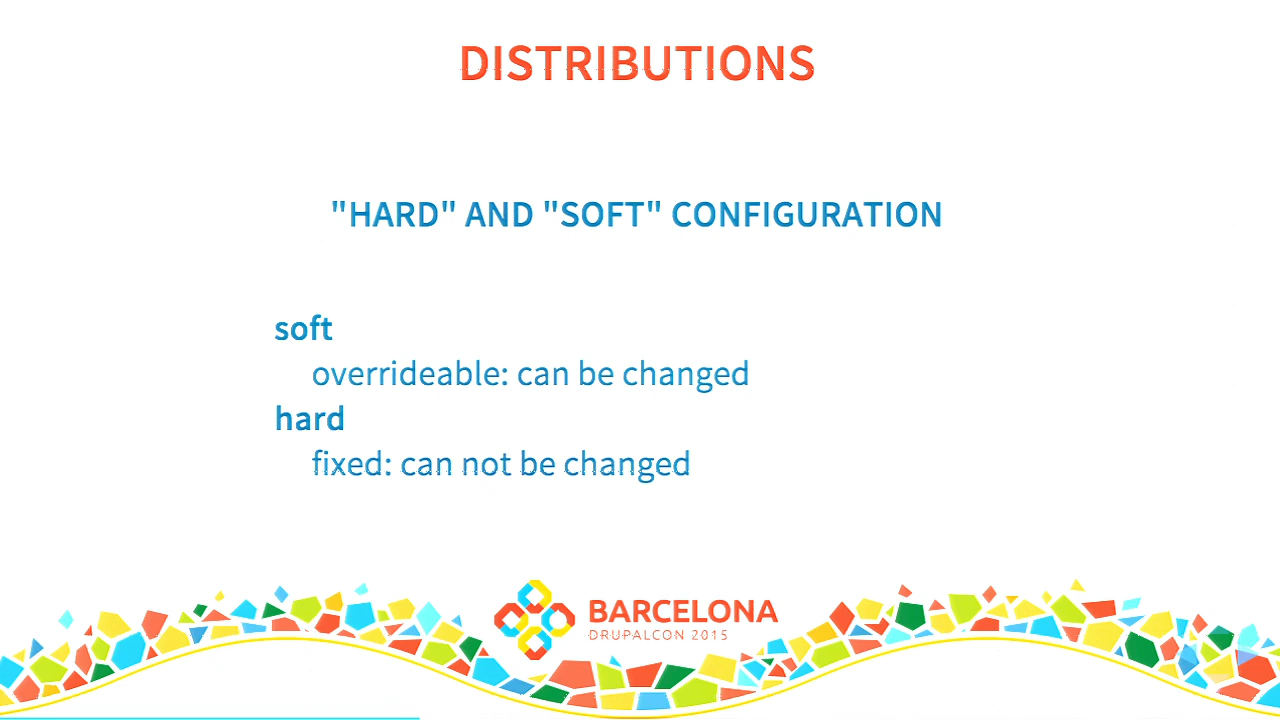 DISTRIBUTIONS
"HARD" AND "SOFT" CONFIGURATION
soft
overrideable: can be changed
hard
fixed: can not be changed
BARCELONA
DRUPALCON 2015